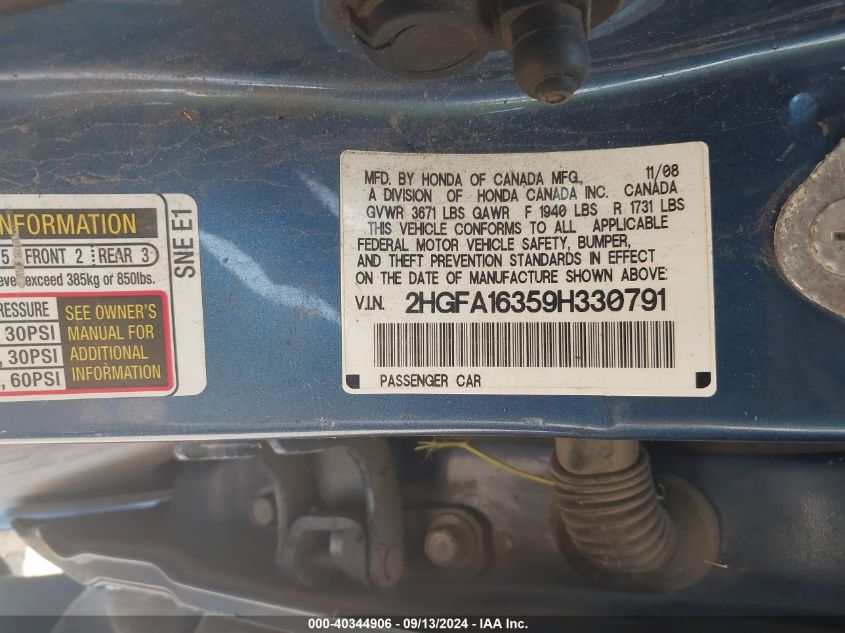 NFORMATION
5 FRONT 2 REAR 3
exceed 385kg or 850lbs.
RESSURE
30PSI
30PSI
60PSI
SEE OWNER'S
MANUAL FOR
ADDITIONAL
INFORMATION
SNE E1
MFD. BY HONDA OF CANADA MFG., 11/08
A DIVISION OF HONDA CANADA INC. CANADA
GVWR 3671 LBS GAWR F 1940 LBS R 1731 LBS
THIS VEHICLE CONFORMS TO ALL APPLICABLE
FEDERAL MOTOR VEHICLE SAFETY, BUMPER,
AND THEFT PREVENTION STANDARDS IN EFFECT
ON THE DATE OF MANUFACTURE SHOWN ABOVE.
V.I.N. 2HGFA16359H330791
PASSENGER CAR
000-40344906 - 09/13/2024 - IAA Inc.